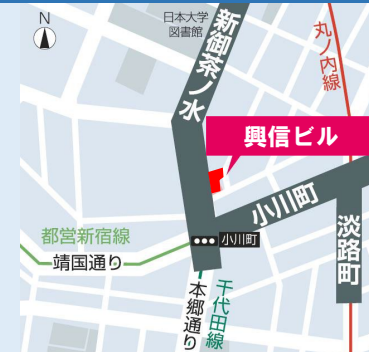 N
日本大学
図書館
新御茶ノ水
丸ノ内線
興信ビル
小川町
淡路町
都営新宿線
小川町
靖国通り
千代田線
本郷通り